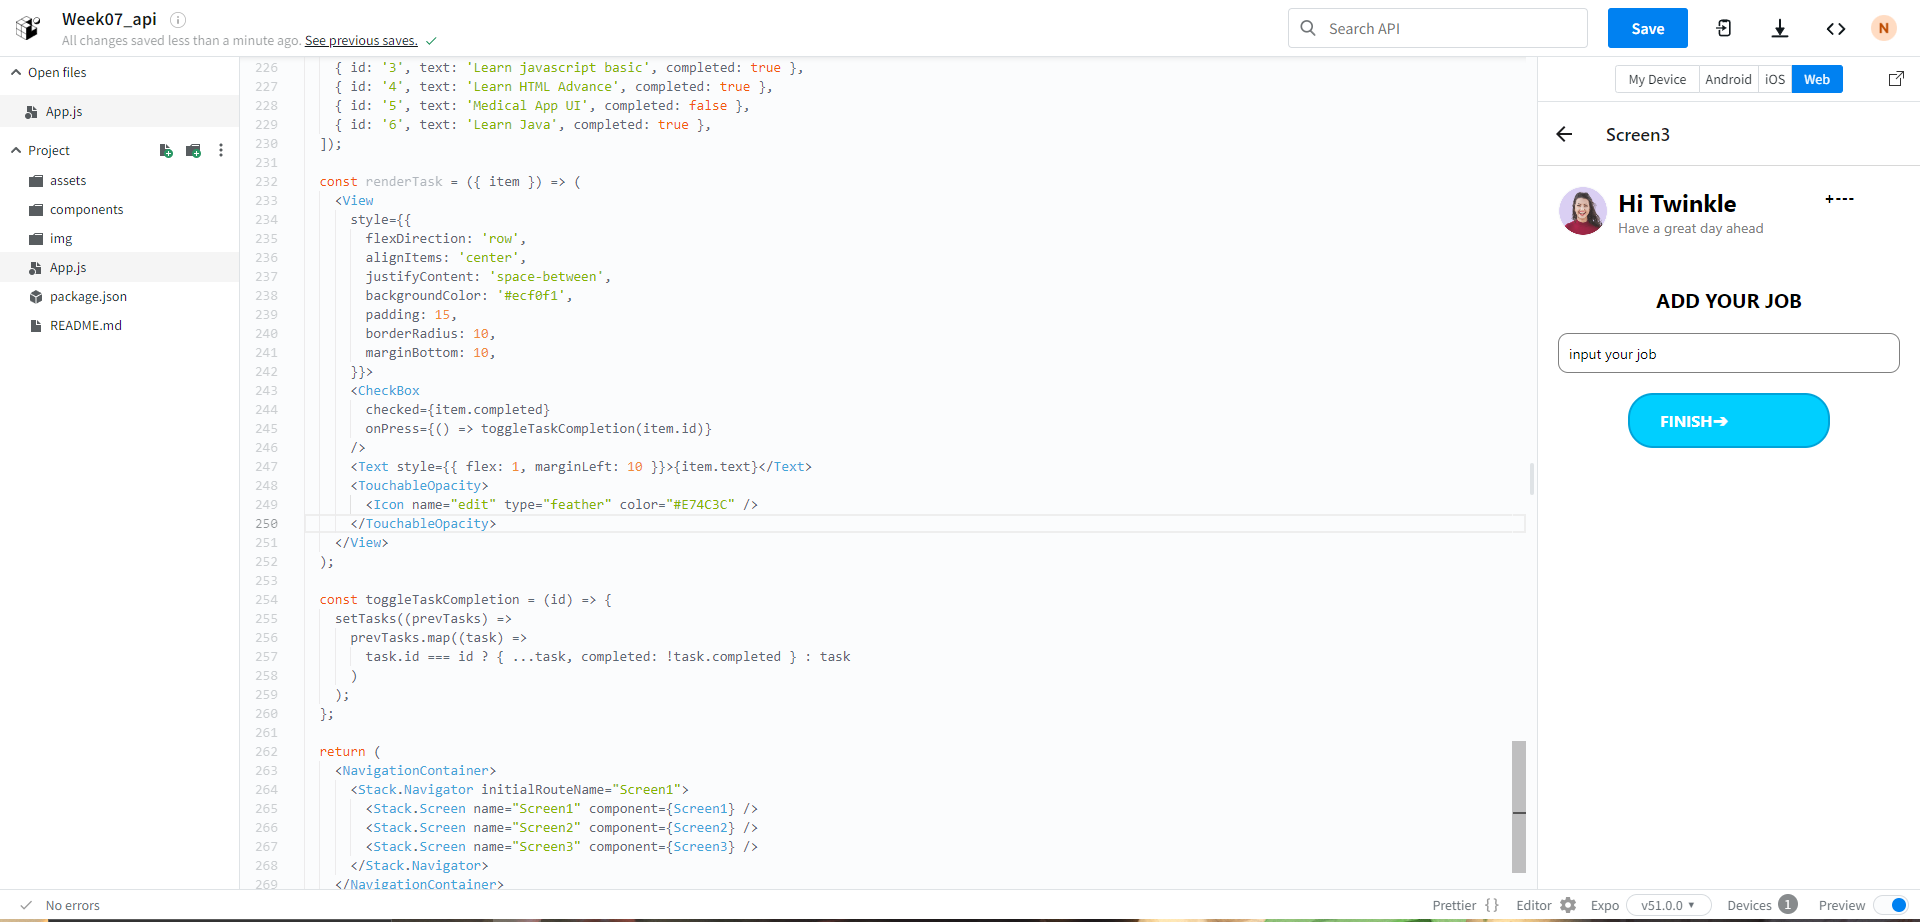 Week07_api
All changes saved less than a minute ago. See previous saves.
Search API
Save
N
Open files
App.js
Project
assets
components
img
App.js
package.json
README.md
226 { id: '3', text: 'Learn javascript basic', completed: true },
227 { id: '4', text: 'Learn HTML Advance', completed: true },
228 { id: '5', text: 'Medical App UI', completed: false },
229 { id: '6', text: 'Learn Java', completed: true },
230 ]);
231
232 const renderTask = ({ item }) => (
233 <View
234 style={{
235 flexDirection: 'row',
236 alignItems: 'center',
237 justifyContent: 'space-between',
238 backgroundColor: '#ecf0f1',
239 padding: 15,
240 borderRadius: 10,
241 marginBottom: 10,
242 }}>
243 <CheckBox
244 checked={item.completed}
245 onPress={() => toggleTaskCompletion(item.id)}
246 />
247 <Text style={{ flex: 1, marginLeft: 10 }}>{item.text}</Text>
248 <TouchableOpacity>
249 <Icon name="edit" type="feather" color="#E74C3C" />
250 </TouchableOpacity>
251 </View>
252 );
253
254 const toggleTaskCompletion = (id) => {
255 setTasks((prevTasks) =>
256 prevTasks.map((task) =>
257 task.id === id ? { ...task, completed: !task.completed } : task
258 )
259 );
260 };
261
262 return (
263 <NavigationContainer>
264 <Stack.Navigator initialRouteName="Screen1">
265 <Stack.Screen name="Screen1" component={Screen1} />
266 <Stack.Screen name="Screen2" component={Screen2} />
267 <Stack.Screen name="Screen3" component={Screen3} />
268 </Stack.Navigator>
269 </NavigationContainer>
My Device Android iOS Web
Screen3
Hi Twinkle
+---
Have a great day ahead
ADD YOUR JOB
input your job
FINISH➔
No errors
Prettier {} Editor Expo v51.0.0 Devices 1 Preview